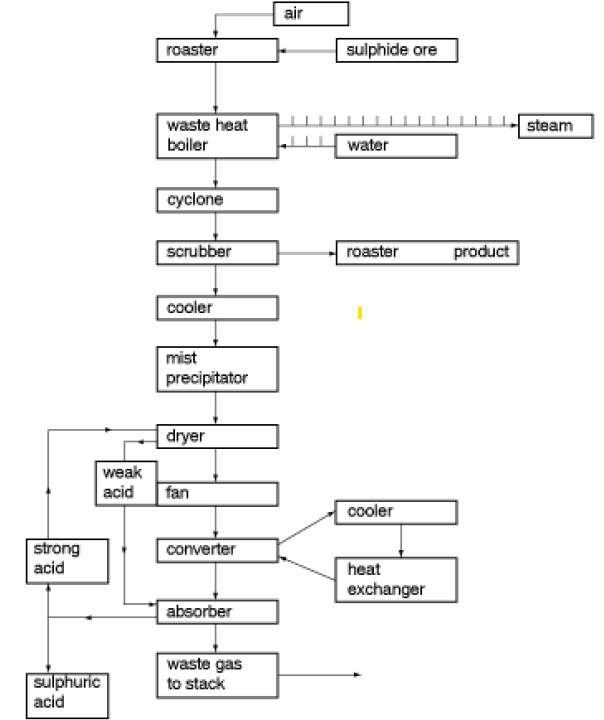 air
roaster
sulphide ore
waste heat
boiler
steam
water
cyclone
scrubber
roaster product
cooler
mist
precipitator
dryer
weak
acid
fan
cooler
strong
acid
converter
heat
exchanger
absorber
waste gas
to stack
sulphuric
acid